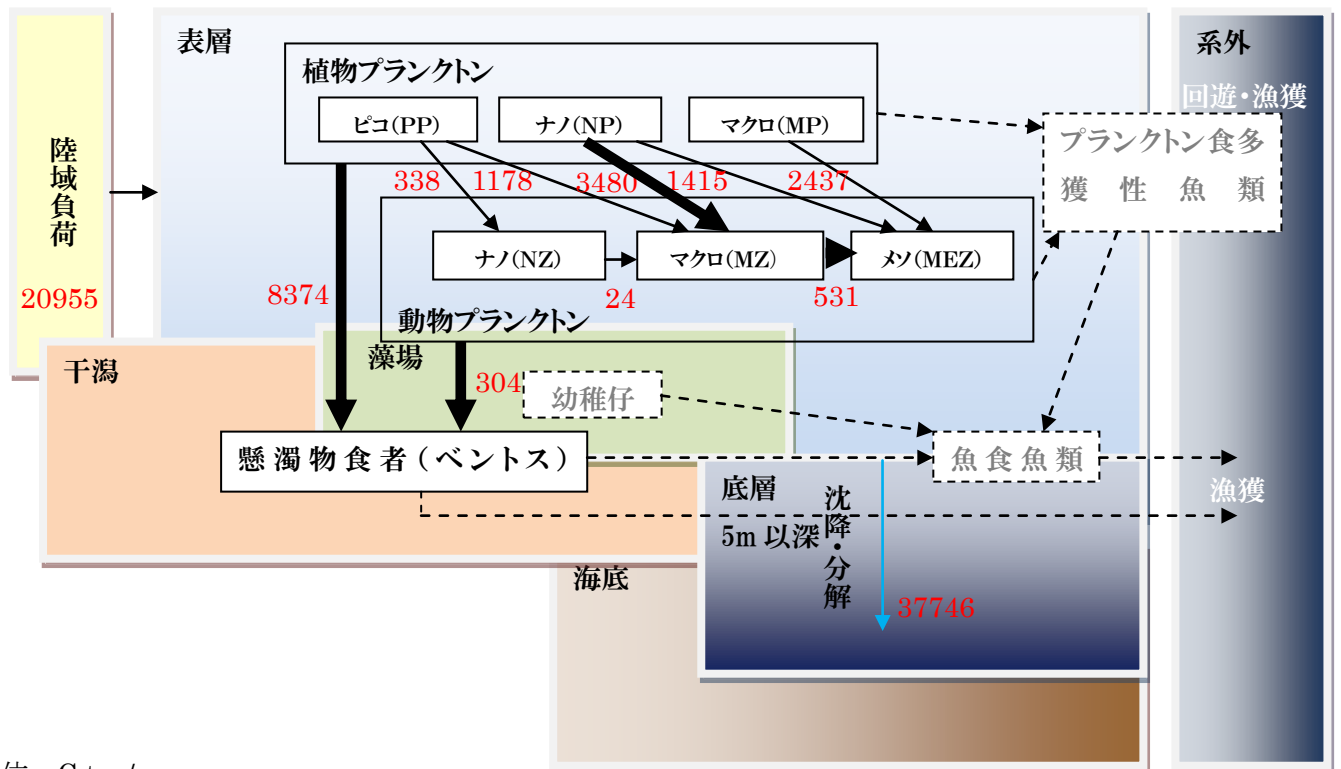 表層
系外
植物プランクトン
回遊・漁獲
ピコ(PP)
ナノ(NP)
マクロ(MP)
プランクトン食多
獲性魚類
陸域負荷
20955
338
1178
3480
1415
2437
ナノ(NZ)
マクロ(MZ)
メソ(MEZ)
8374
24
531
動物プランクトン
干潟
藻場
304
幼稚仔
懸濁物食者(ベントス)
魚食魚類
底層
5m 以深
沈降・分解
漁獲
海底
37746